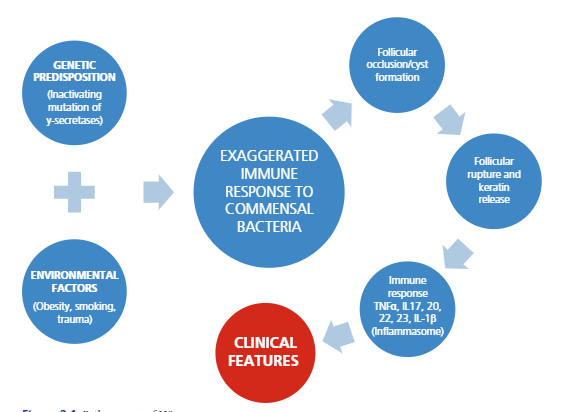 GENETIC
PREDISPOSITION
(Inactivating
mutation of
y-secretases)
ENVIRONMENTAL
FACTORS
(Obesity, smoking,
trauma)
EXAGGERATED
IMMUNE
RESPONSE TO
COMMENSAL
BACTERIA
Follicular
occlusion/cyst
formation
Follicular
rupture and
keratin
release
Immune
response
TNFα, IL17, 20,
22, 23, IL-1β
(Inflammasome)
CLINICAL
FEATURES